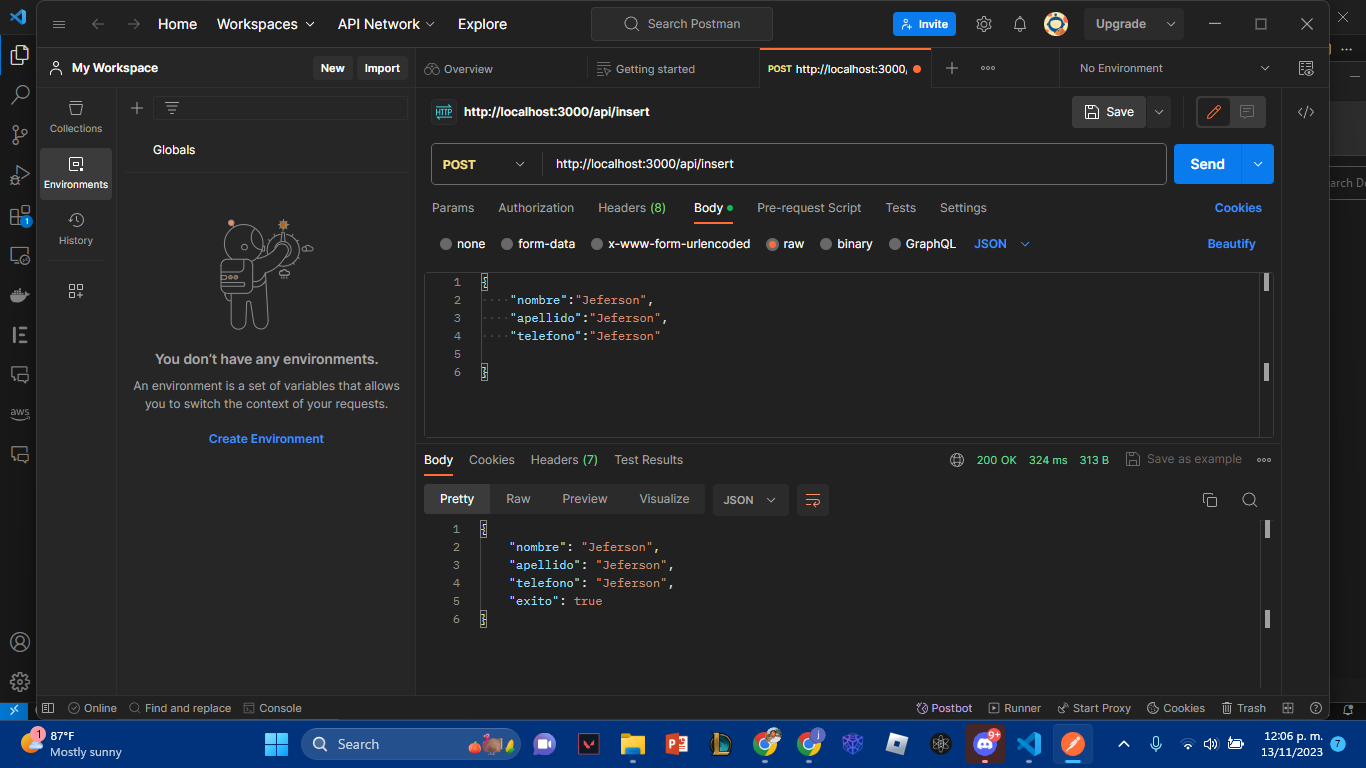 Home Workspaces API Network Explore Search Postman Invite Upgrade
My Workspace New Import Overview Getting started POST http://localhost:3000/ No Environment
Collections
Environments
History
Globals
You don't have any environments.
An environment is a set of variables that allows
you to switch the context of your requests.
Create Environment
HTTP http://localhost:3000/api/insert Save
POST http://localhost:3000/api/insert Send
Params Authorization Headers (8) Body Pre-request Script Tests Settings Cookies
none form-data x-www-form-urlencoded raw binary GraphQL JSON Beautify
1 {
2 "nombre":"Jeferson",
3 "apellido":"Jeferson",
4 "telefono":"Jeferson"
5
6 }
Body Cookies Headers (7) Test Results 200 OK 324 ms 313 B Save as example
Pretty Raw Preview Visualize JSON
1 {
2 "nombre": "Jeferson",
3 "apellido": "Jeferson",
4 "telefono": "Jeferson",
5 "exito": true
6 }
Online Find and replace Console Postbot Runner Start Proxy Cookies Trash
1
aws
arch D
1 87°F
Mostly sunny
Search
9+
12:06 p. m.
13/11/2023
7